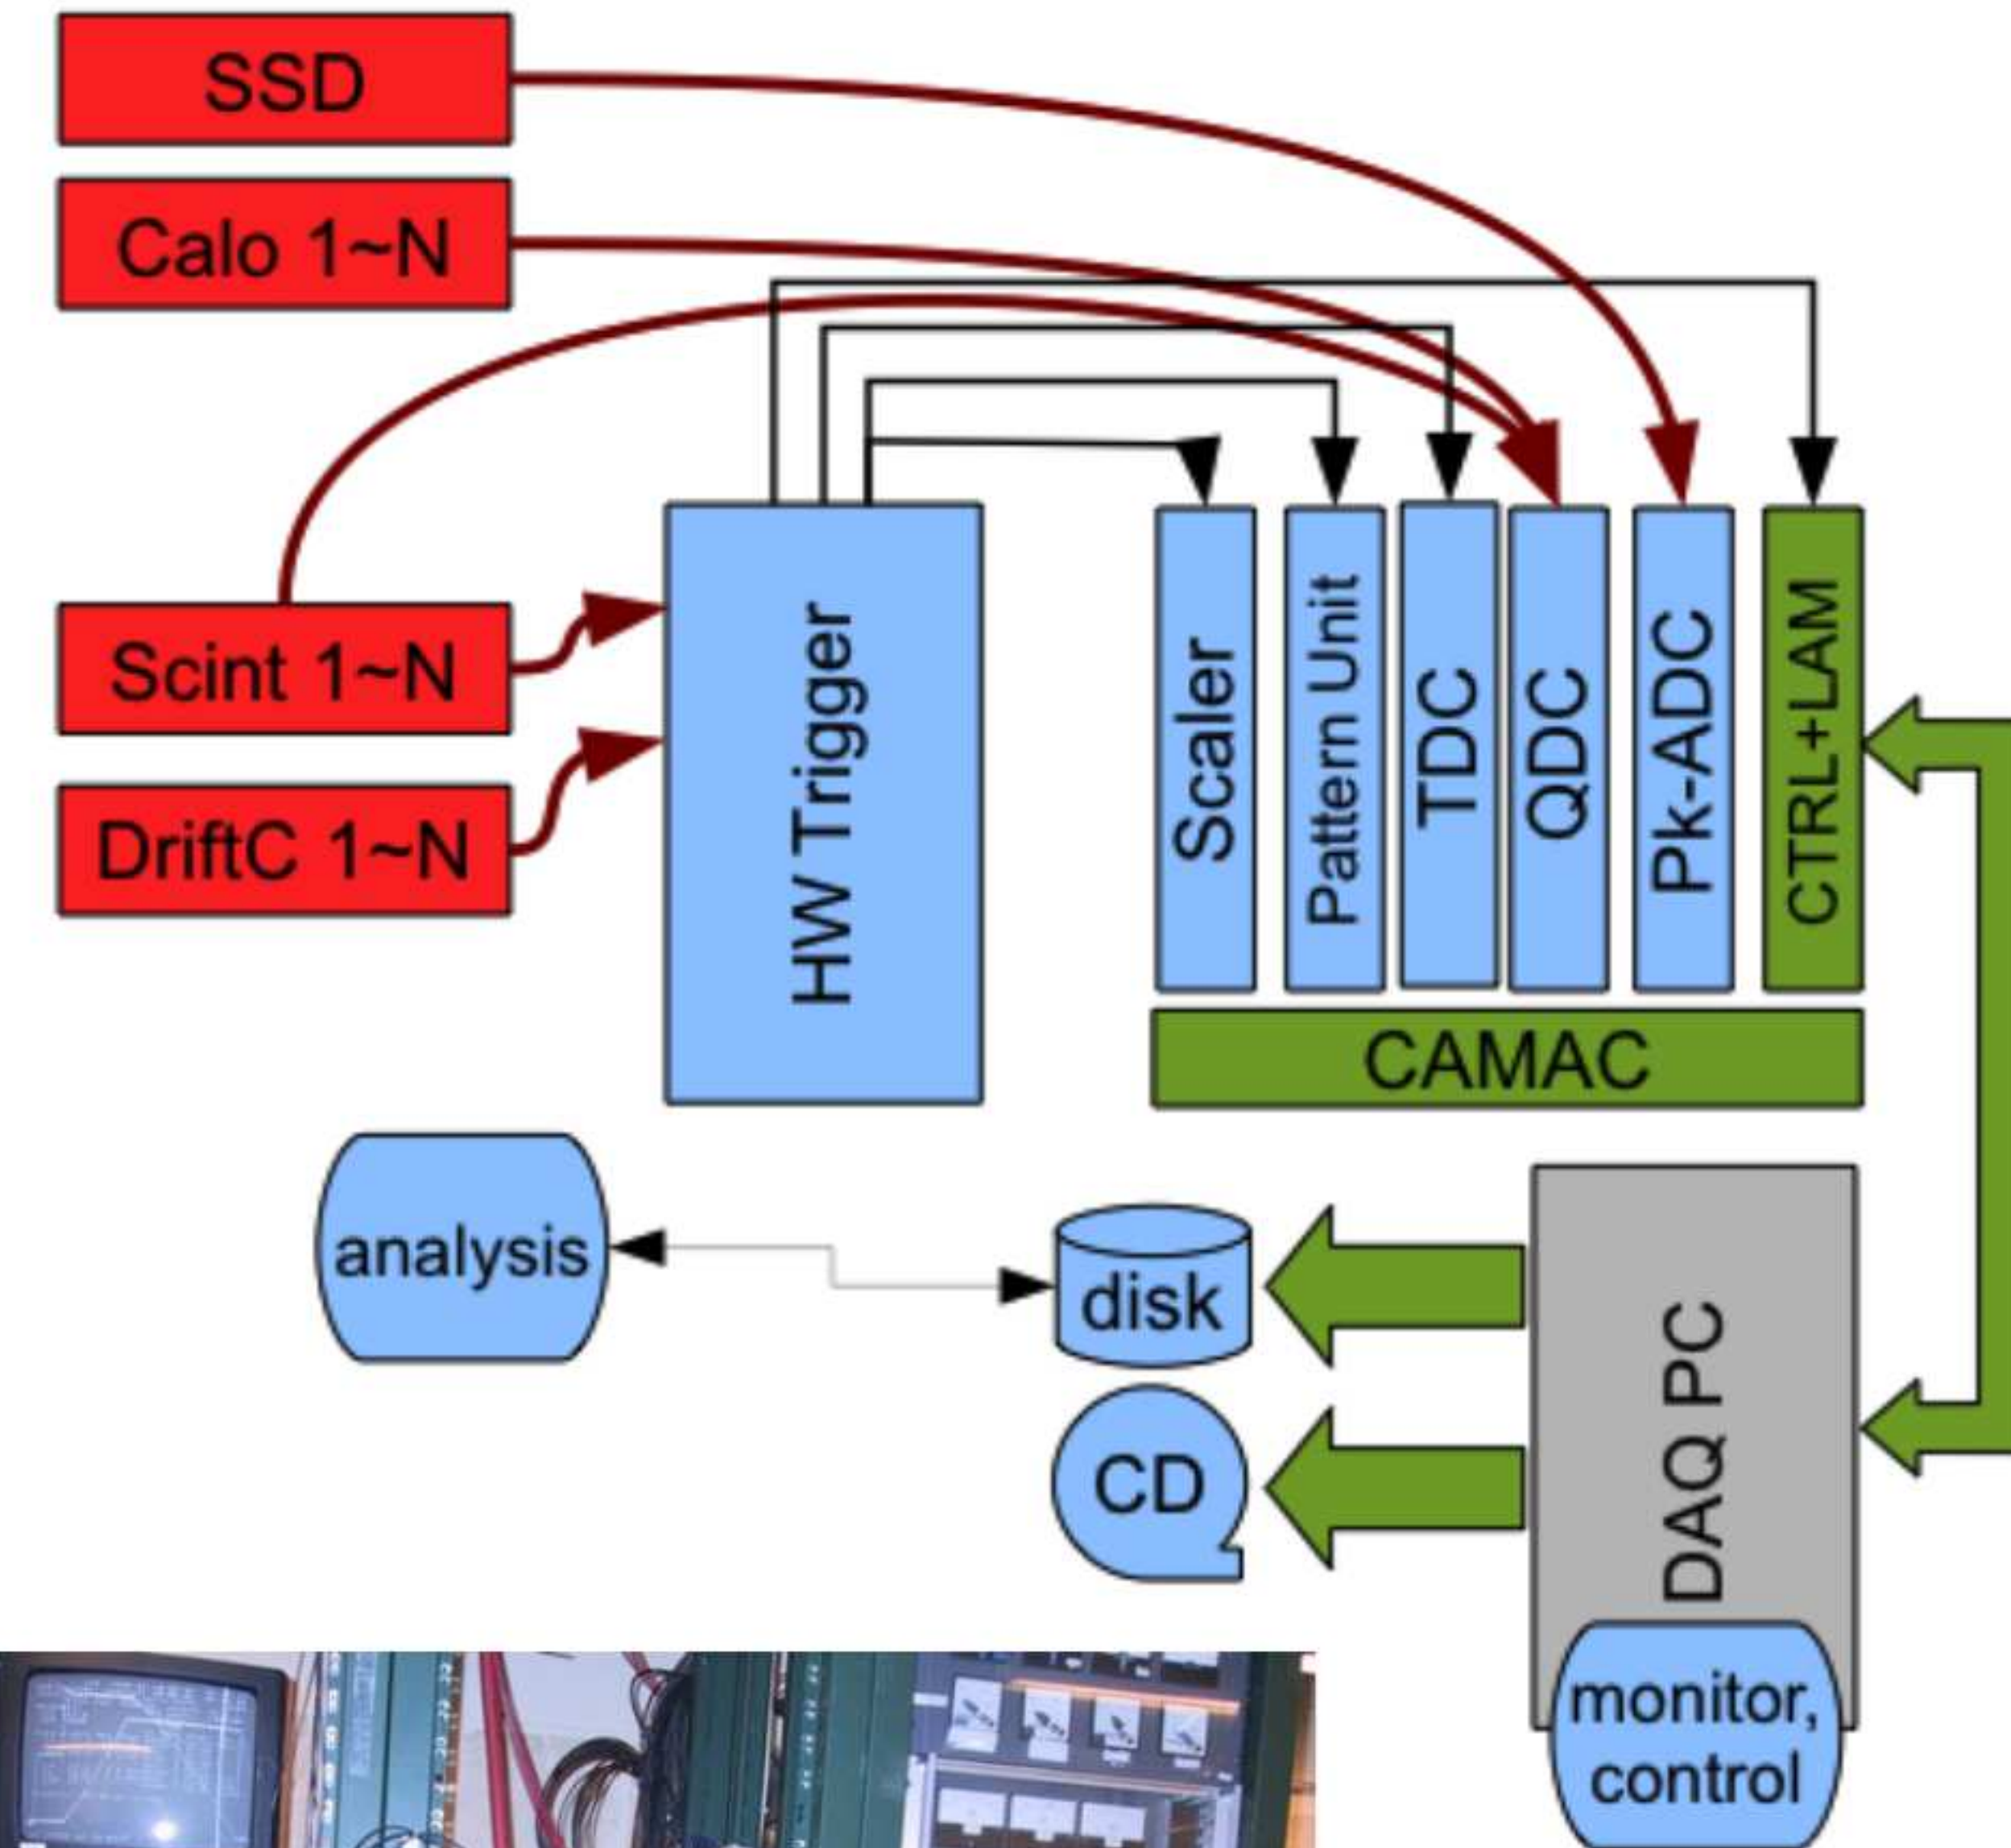 SSD
Calo 1~N
Scint 1~N
DriftC 1~N
HW Trigger
Scaler
Pattern Unit
TDC
QDC
Pk-ADC
CTRL+LAM
CAMAC
analysis
disk
CD
DAQ PC
monitor,
control